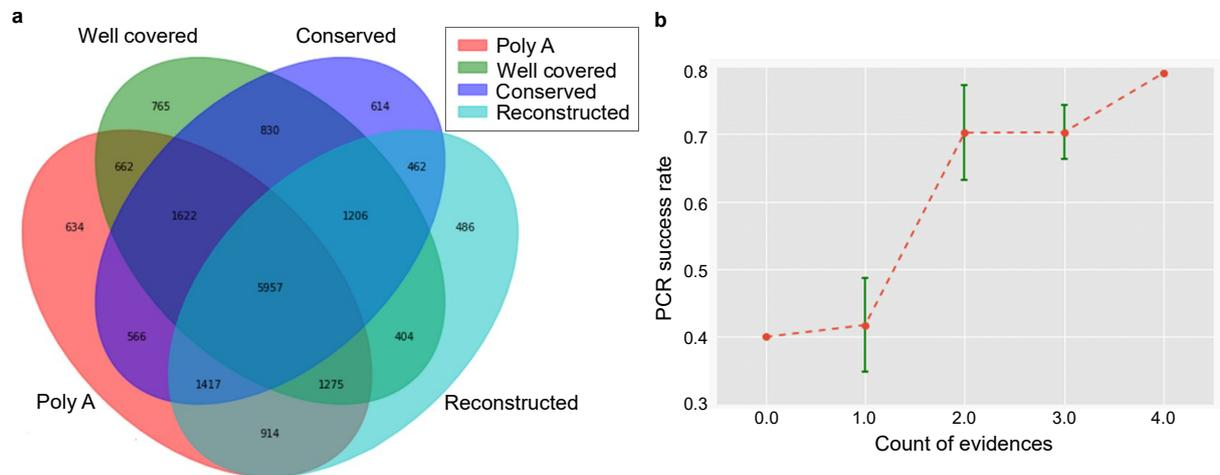 a
Well covered
Conserved
Poly A
Well covered
Conserved
Reconstructed
765
614
830
662
462
634
1622
1206
486
5957
566
404
1417
1275
914
Poly A
Reconstructed
b
PCR success rate
0.8
0.7
0.6
0.5
0.4
0.3
0.0 1.0 2.0 3.0 4.0
Count of evidences